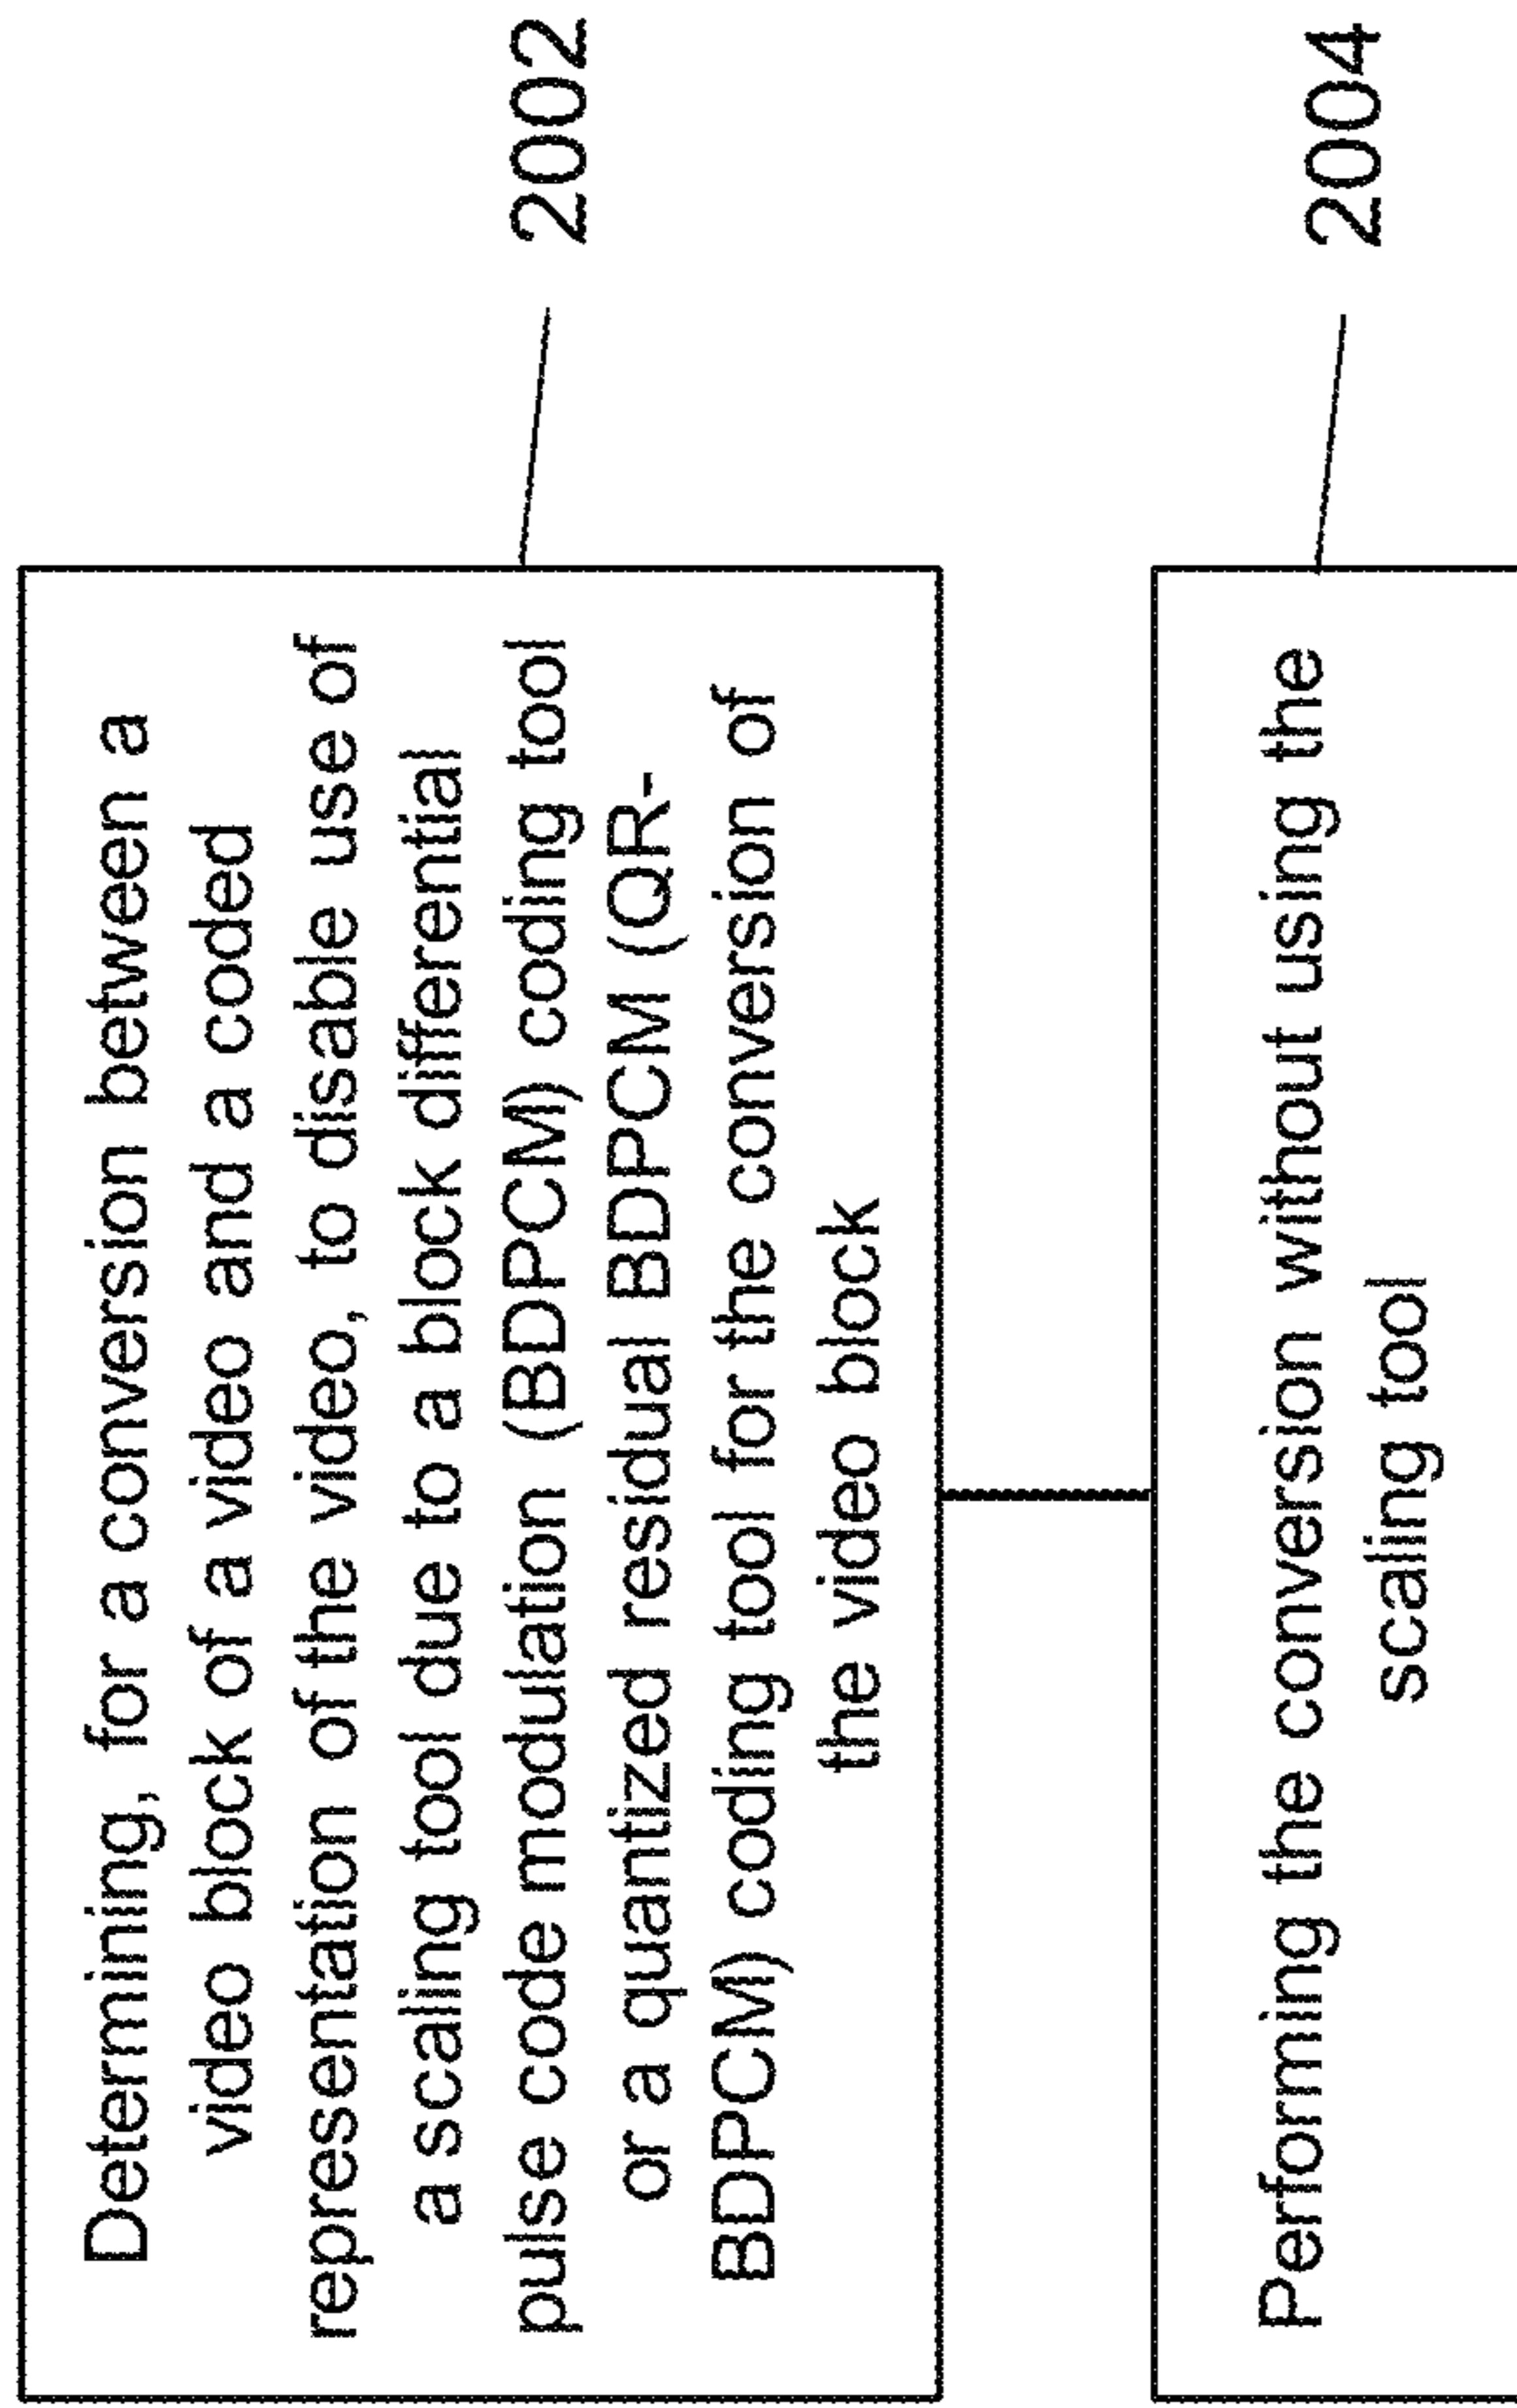 Determining, for a conversion between a
video block of a video and a coded
representation of the video, to disable use of
a scaling tool due to a block differential
pulse code modulation (BDPCM) coding tool
or a quantized residual BDPCM (QR-
BDPCM) coding tool for the conversion of
the video block
2002
Performing the conversion without using the
scaling tool
2004